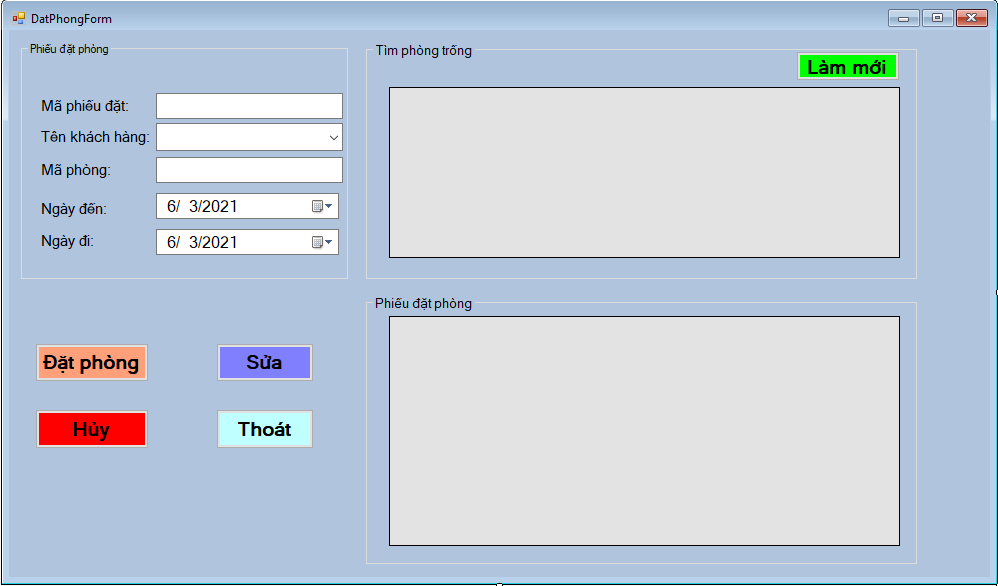 DatPhongForm
Phiếu đặt phòng
Mã phiếu đặt:
Tên khách hàng:
Mã phòng:
Ngày đến: 6/ 3/2021
Ngày đi: 6/ 3/2021
Đặt phòng Sửa
Hủy Thoát
Tìm phòng trống
Làm mới
Phiếu đặt phòng